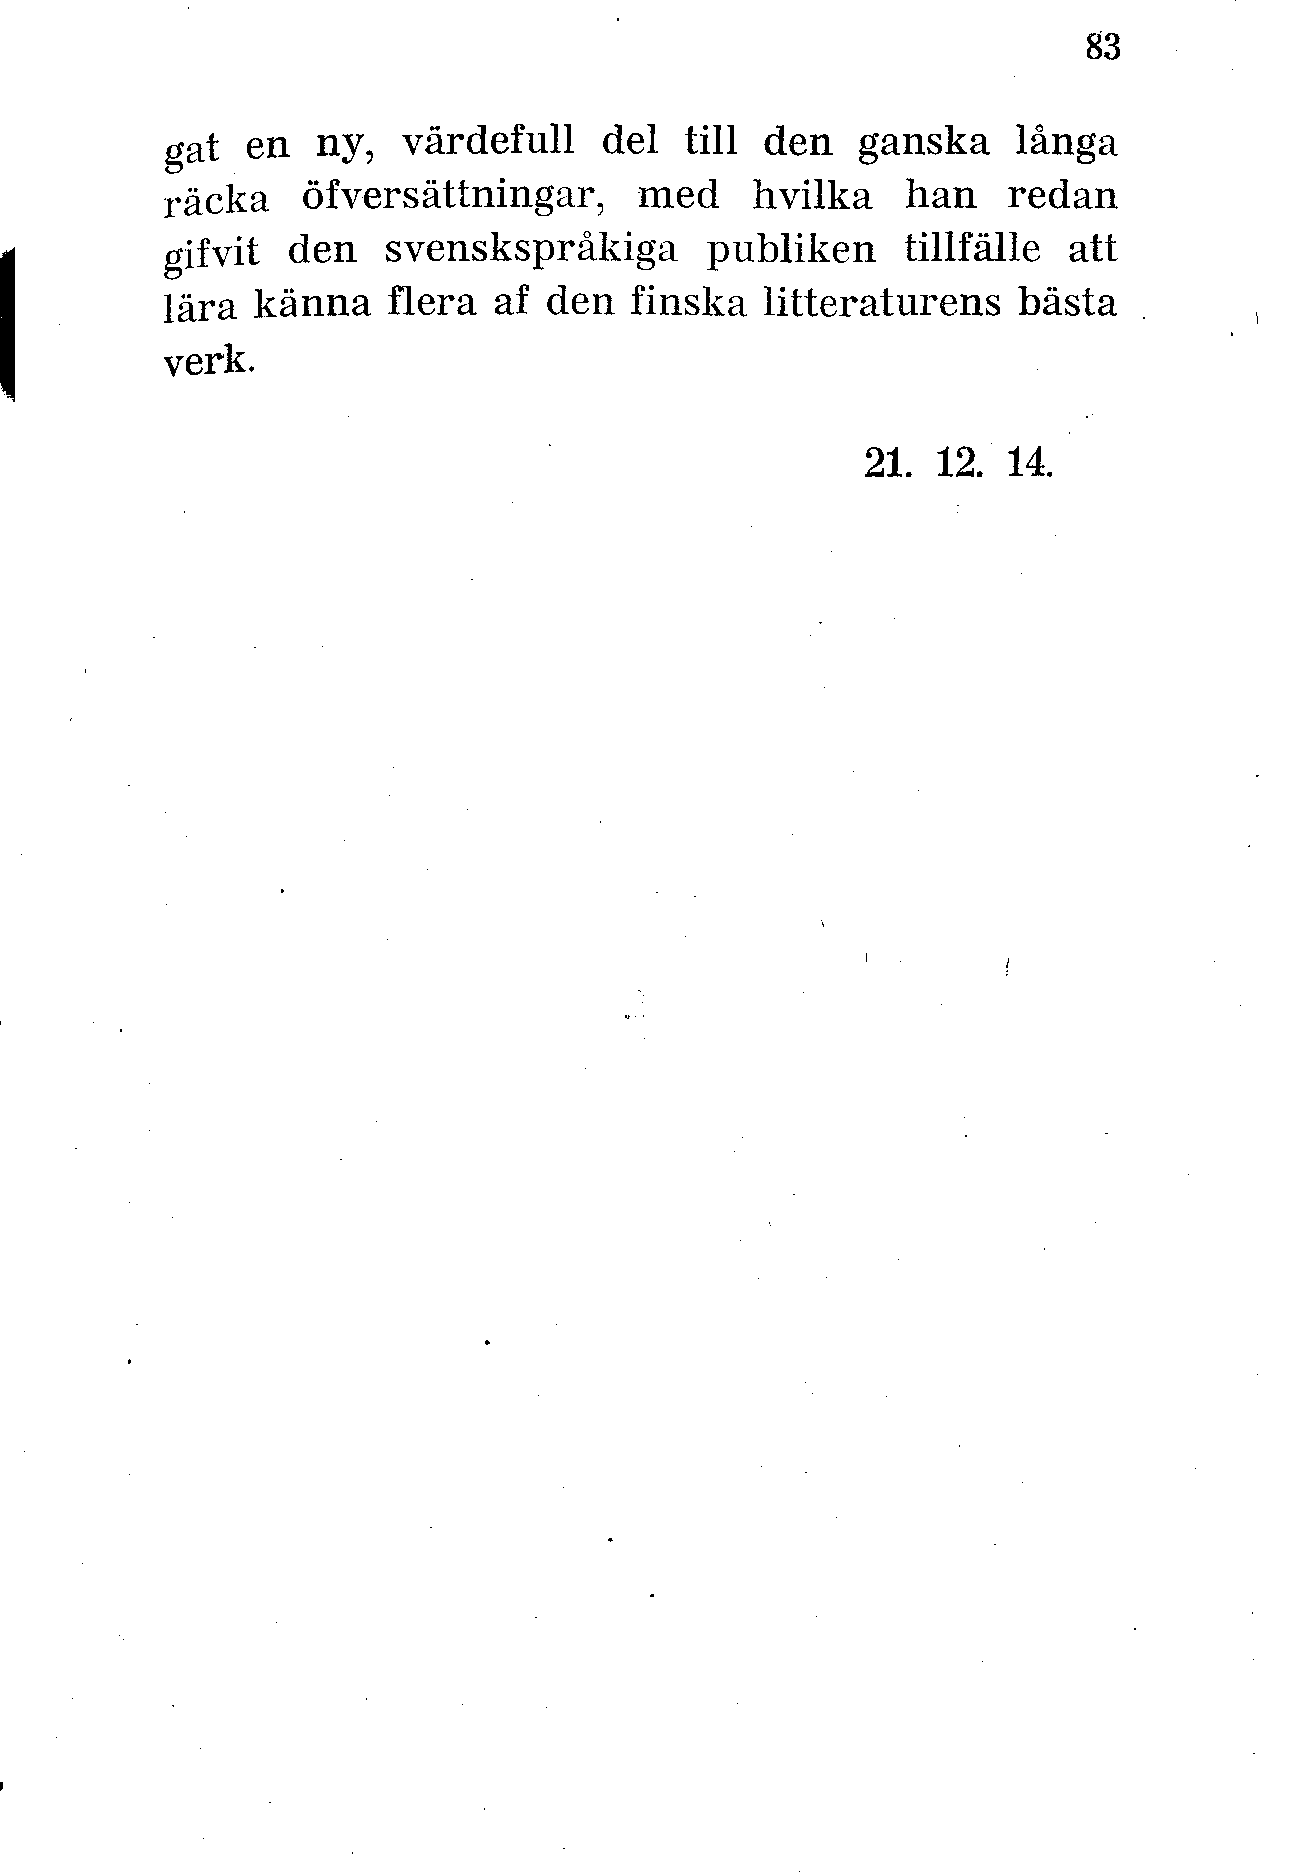 83
gat en ny, värdefull del till den ganska långa
räcka öfversättningar, med hvilka han redan
gifvit den svenskspråkiga publiken tillfälle att
lära känna flera af den finska litteraturens bästa
verk.
21. 12. 14.